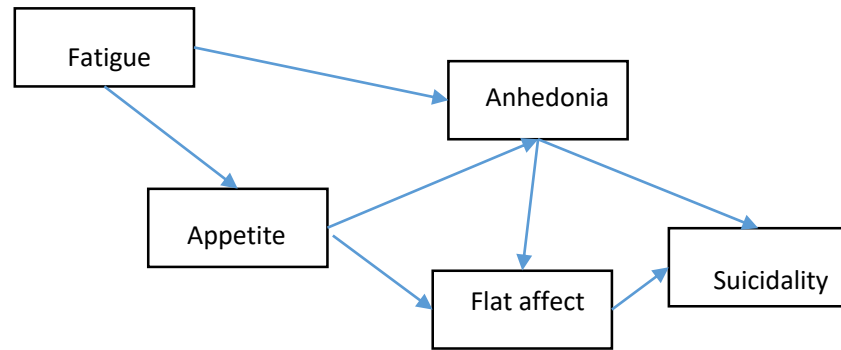 Fatigue
Anhedonia
Appetite
Flat affect
Suicidality